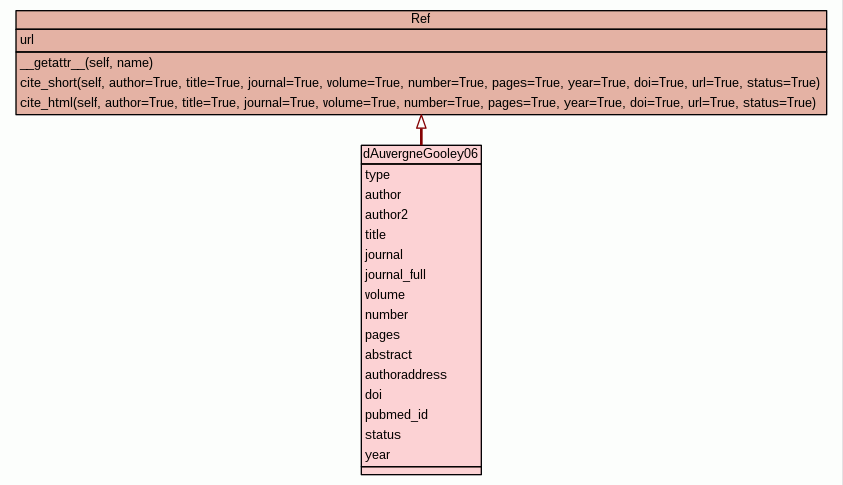 Ref
url
__getattr__(self, name)
cite_short(self, author=True, title=True, journal=True, volume=True, number=True, pages=True, year=True, doi=True, url=True, status=True)
cite_html(self, author=True, title=True, journal=True, volume=True, number=True, pages=True, year=True, doi=True, url=True, status=True)
dAuvergneGooley06
type
author
author2
title
journal
journal_full
volume
number
pages
abstract
authoraddress
doi
pubmed_id
status
year